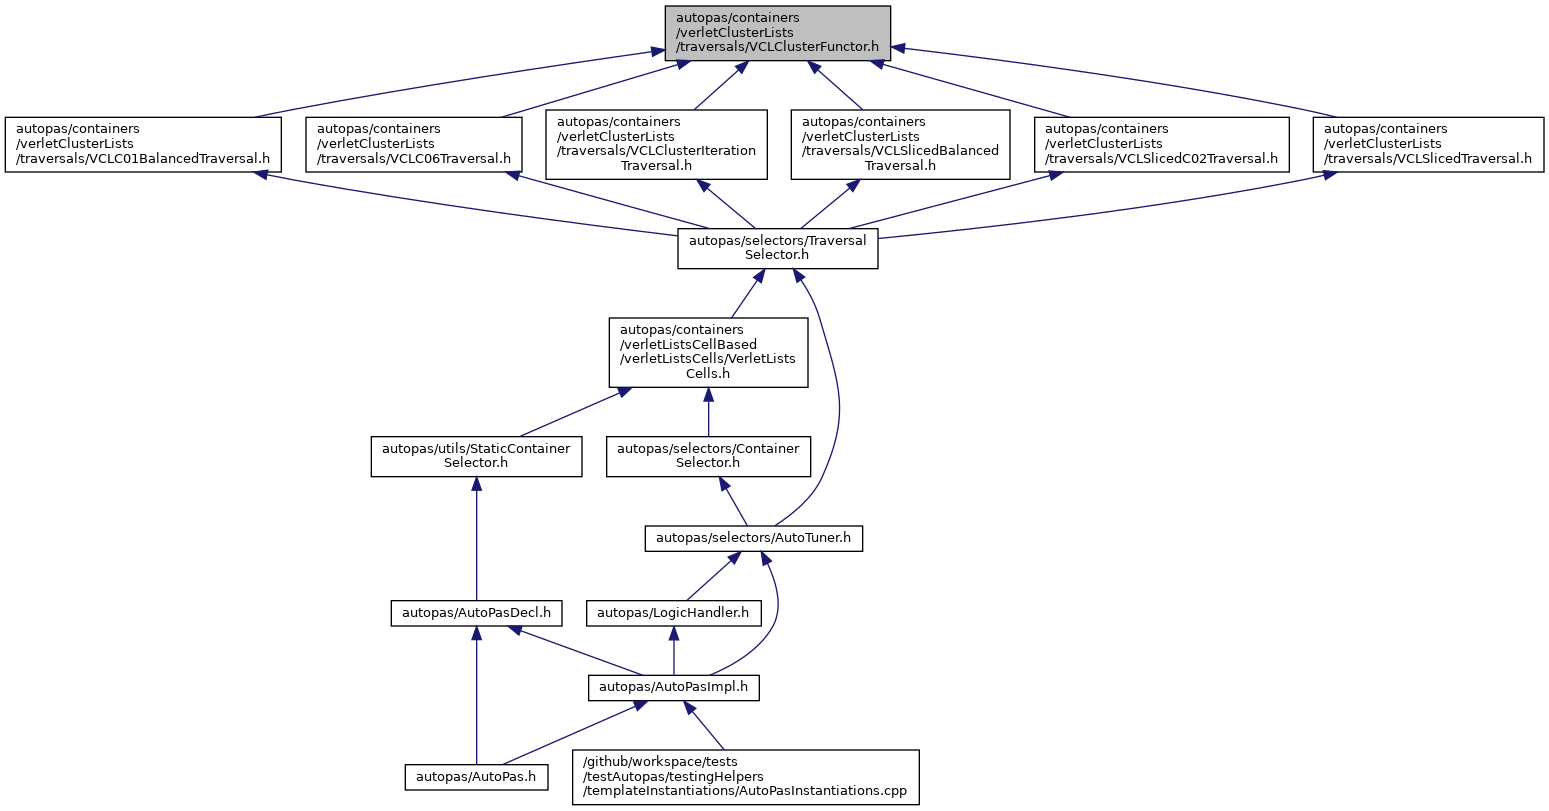 autopas/containers
/verletClusterLists
/traversals/VCLClusterFunctor.h
autopas/containers
/verletClusterLists
/traversals/VCLC01BalancedTraversal.h
autopas/containers
/verletClusterLists
/traversals/VCLC06Traversal.h
autopas/containers
/verletClusterLists
/traversals/VCLClusterIteration
Traversal.h
autopas/containers
/verletClusterLists
/traversals/VCLSlicedBalanced
Traversal.h
autopas/containers
/verletClusterLists
/traversals/VCLSlicedC02Traversal.h
autopas/containers
/verletClusterLists
/traversals/VCLSlicedTraversal.h
autopas/selectors/Traversal
Selector.h
autopas/containers
/verletListsCellBased
/verletListsCells/VerletLists
Cells.h
autopas/utils/StaticContainer
Selector.h
autopas/selectors/Container
Selector.h
autopas/selectors/AutoTuner.h
autopas/AutoPasDecl.h
autopas/LogicHandler.h
autopas/AutoPasImpl.h
autopas/AutoPas.h
/github/workspace/tests
/testAutopas/testingHelpers
/templateInstantiations/AutoPasInstantiations.cpp